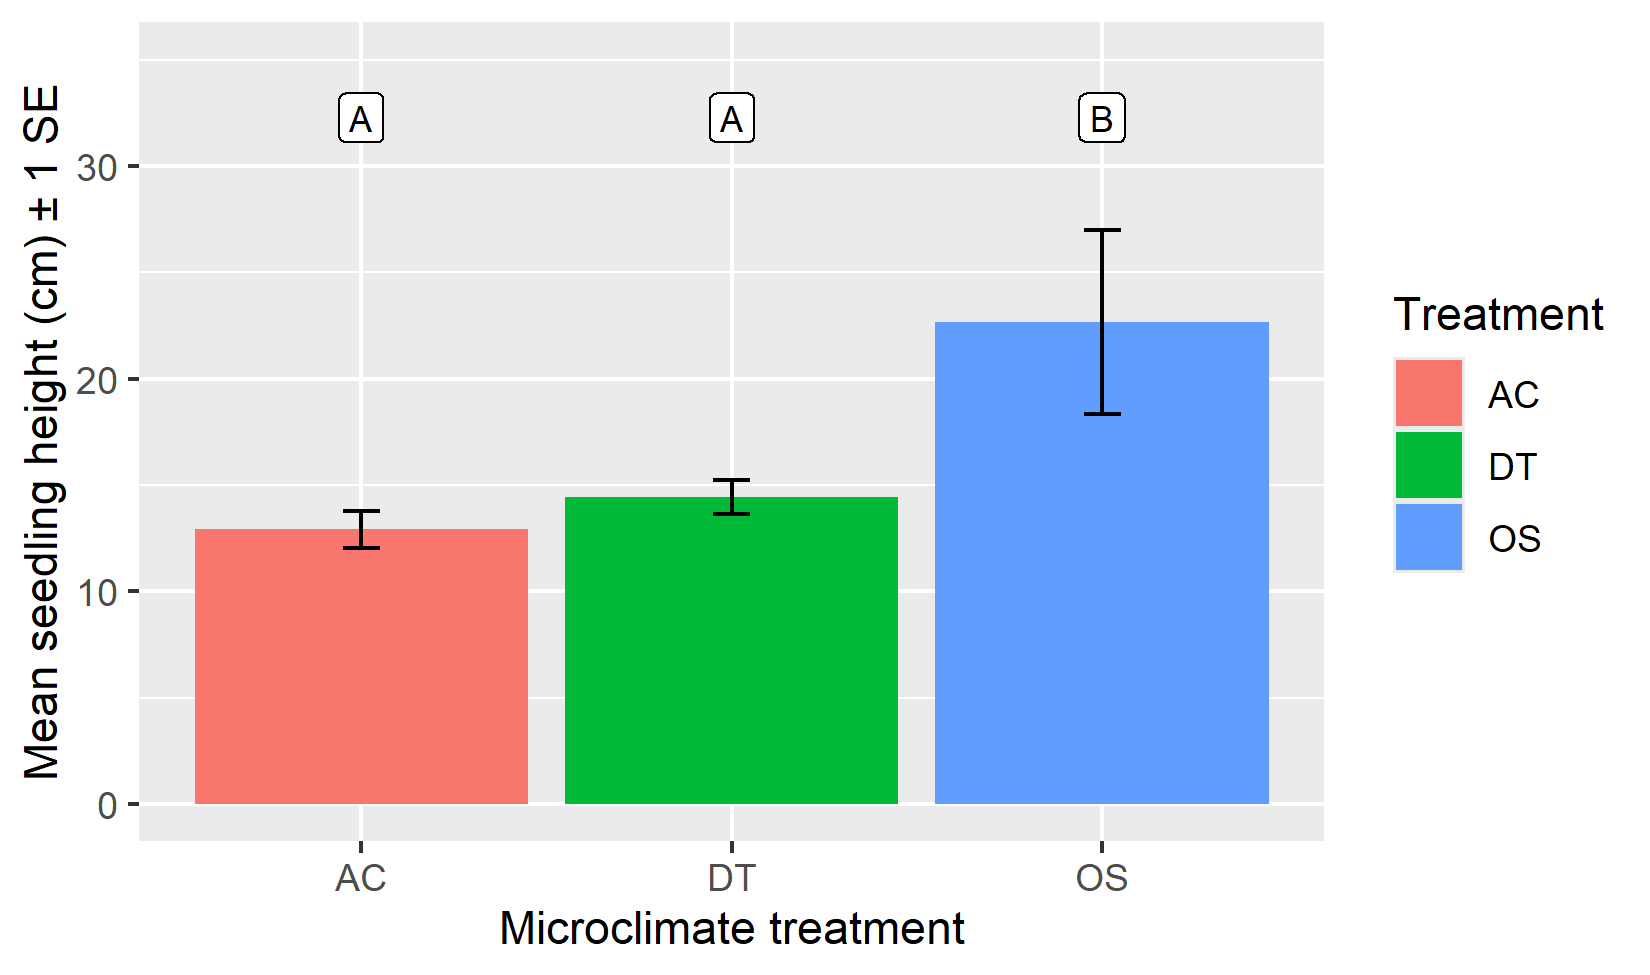 Mean seedling height (cm) ± 1 SE
30
20
10
0
A
A
B
AC
DT
OS
Microclimate treatment
Treatment
AC
DT
OS